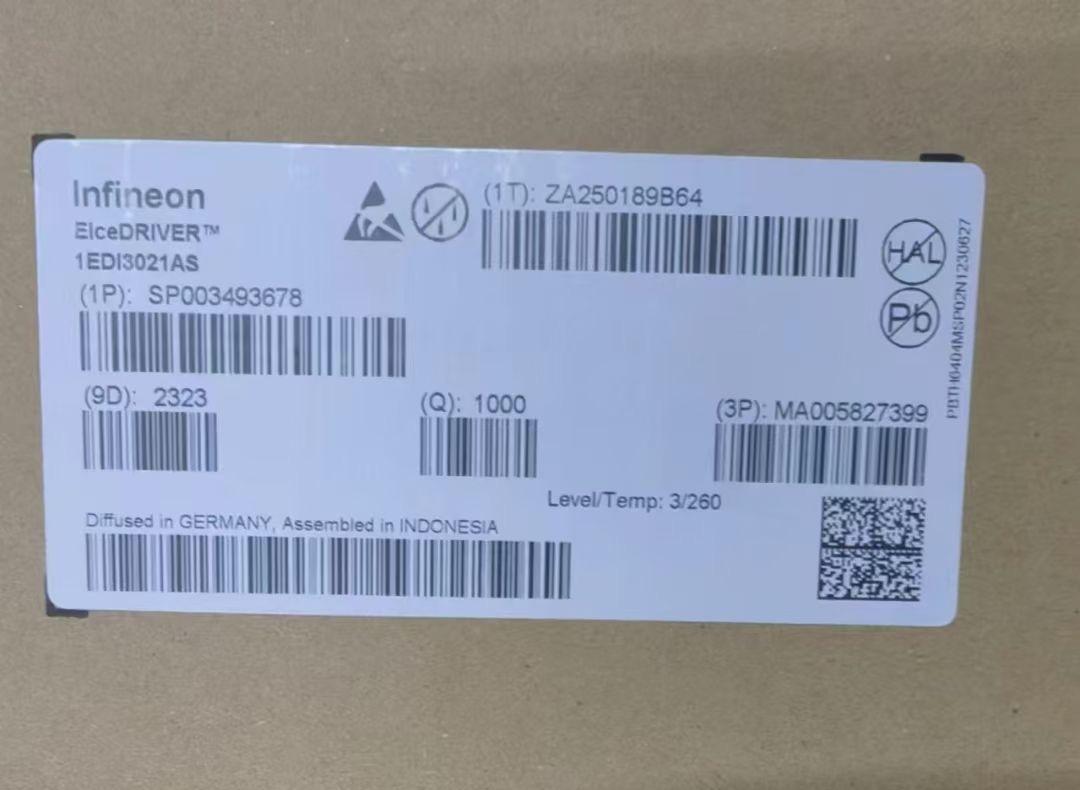 Infineon
EiceDRIVER™
1EDI3021AS
(1P): SP003493678
(1T): ZA250189B64
HAL
Pb
(9D): 2323
(Q): 1000
(3P): MA005827399
Level/Temp: 3/260
Diffused in GERMANY, Assembled in INDONESIA
PBTH6404MSP02N1230627